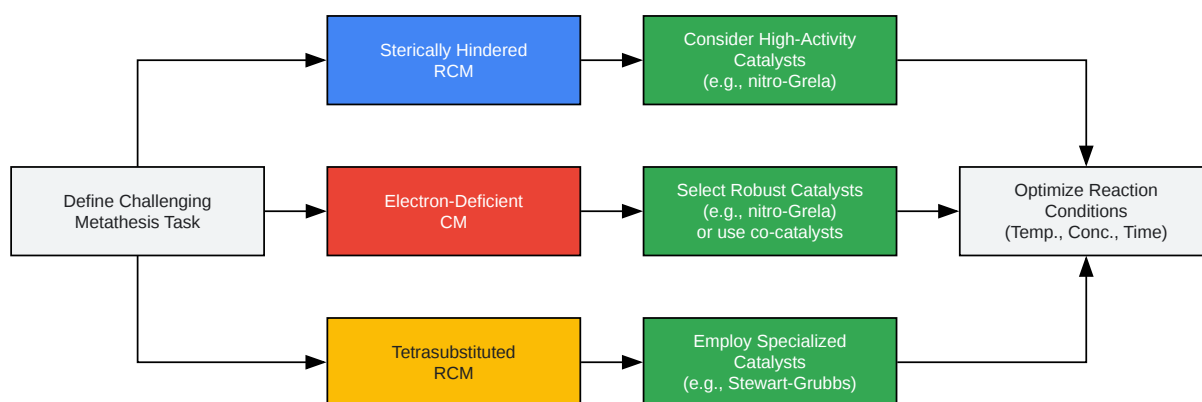 Sterically Hindered
RCM
Consider High-Activity
Catalysts
(e.g., nitro-Grela)
Define Challenging
Metathesis Task
Electron-Deficient
CM
Select Robust Catalysts
(e.g., nitro-Grela)
or use co-catalysts
Optimize Reaction
Conditions
(Temp., Conc., Time)
Tetrasubstituted
RCM
Employ Specialized
Catalysts
(e.g., Stewart-Grubbs)